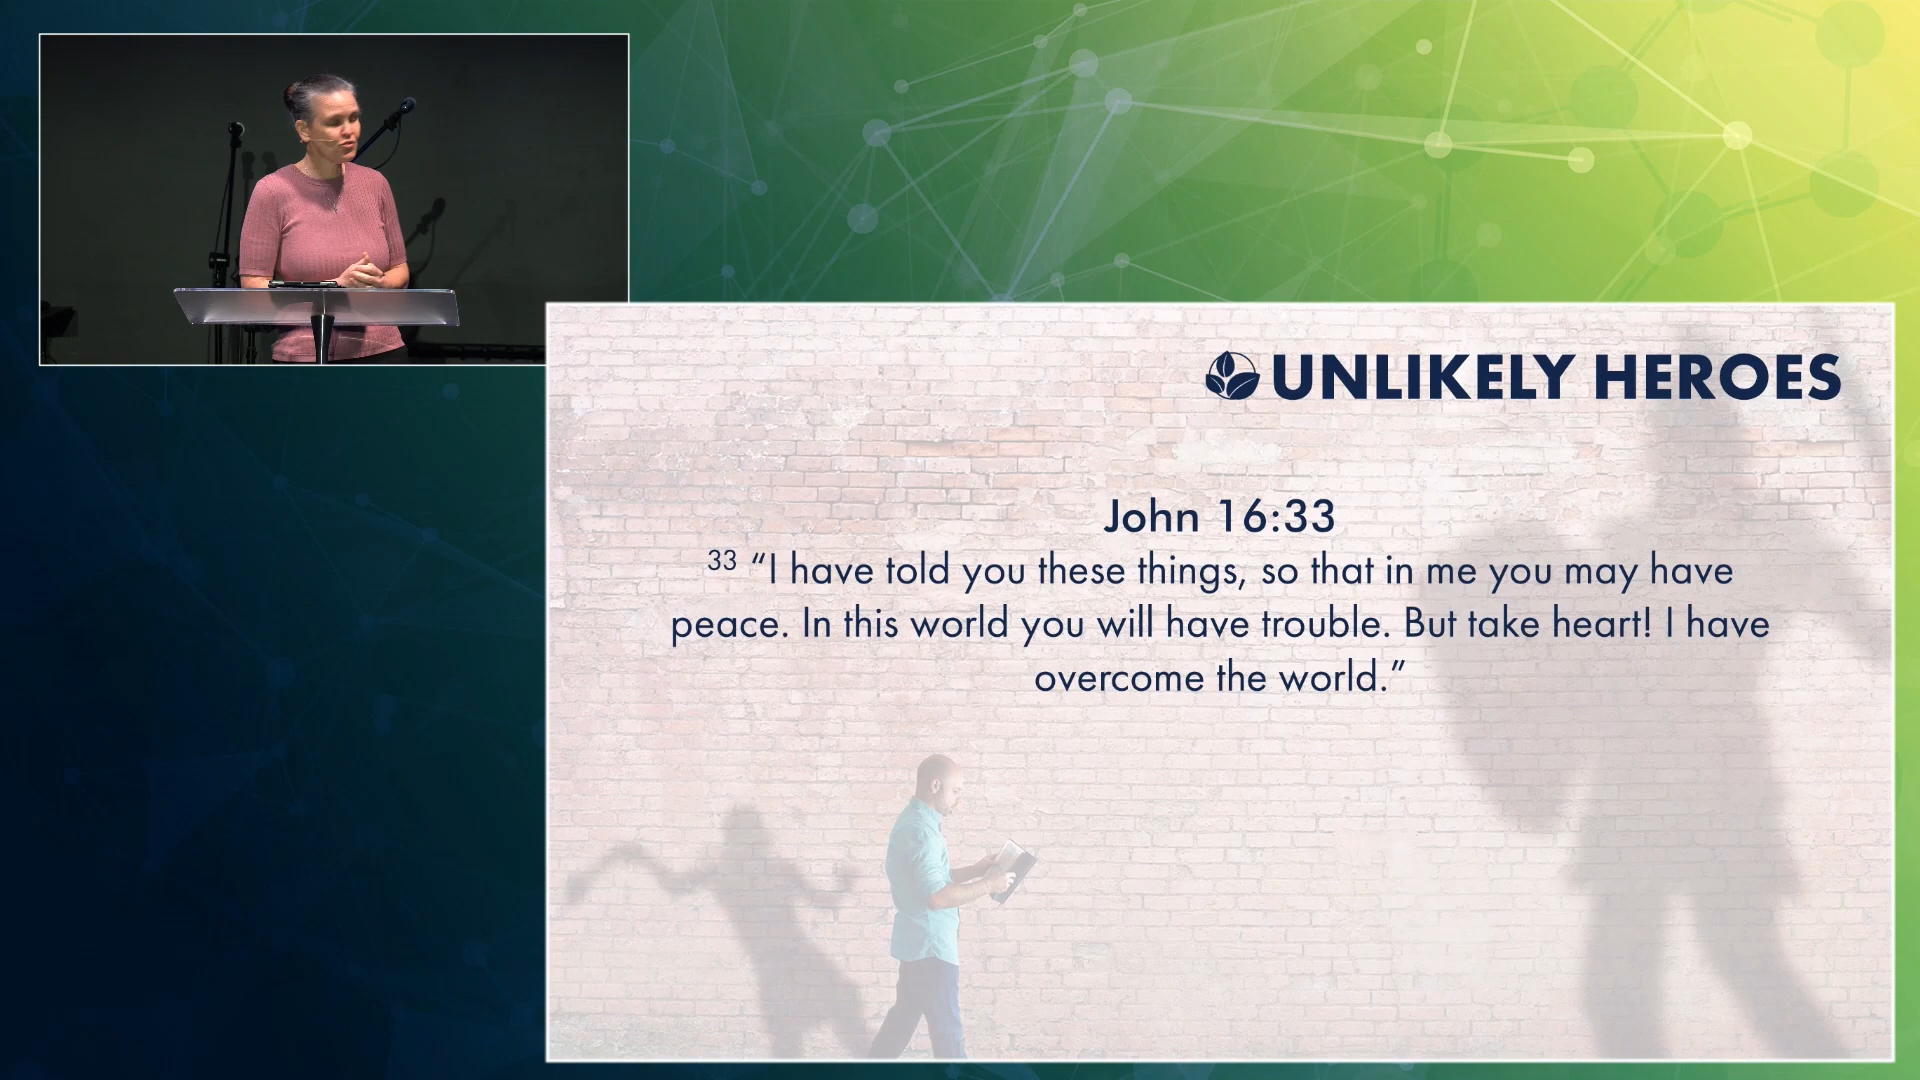 UNLIKELY HEROES
John 16:33
33 “I have told you these things, so that in me you may have
peace. In this world you will have trouble. But take heart! I have
overcome the world.”